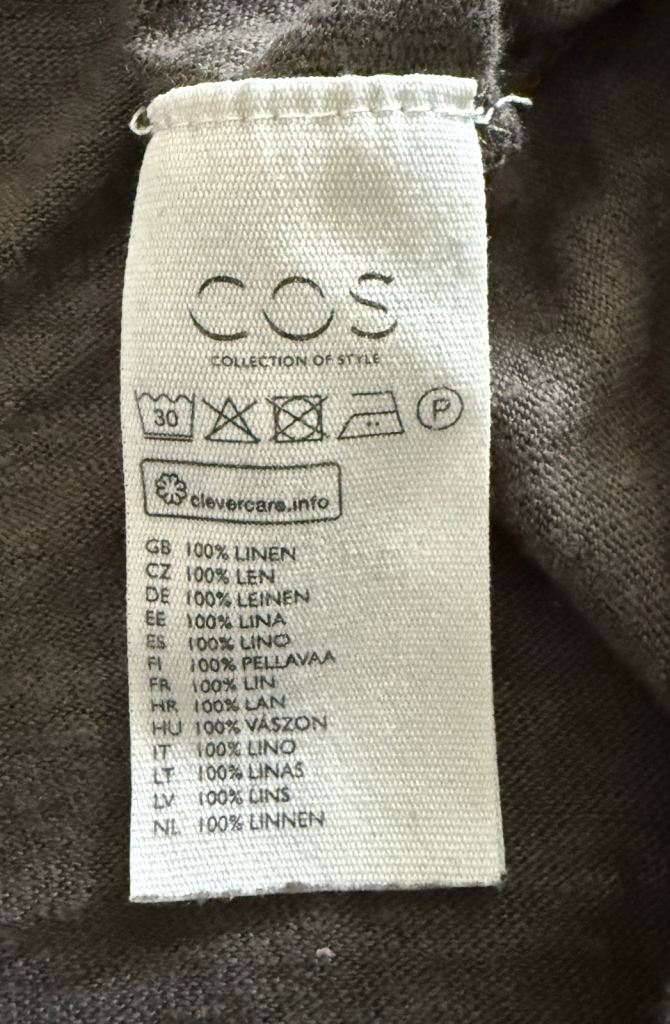 COS
COLLECTION OF STYLE
30 P
clevercare.info
GB 100% LINEN
CZ 100% LEN
DE 100% LEINEN
EE 100% LINA
ES 100% LINO
FI 100% PELLAVAA
FR 100% LIN
HR 100% LAN
HU 100% VÁSZON
IT 100% LINO
LT 100% LINAS
LV 100% LINS
NL 100% LINNEN